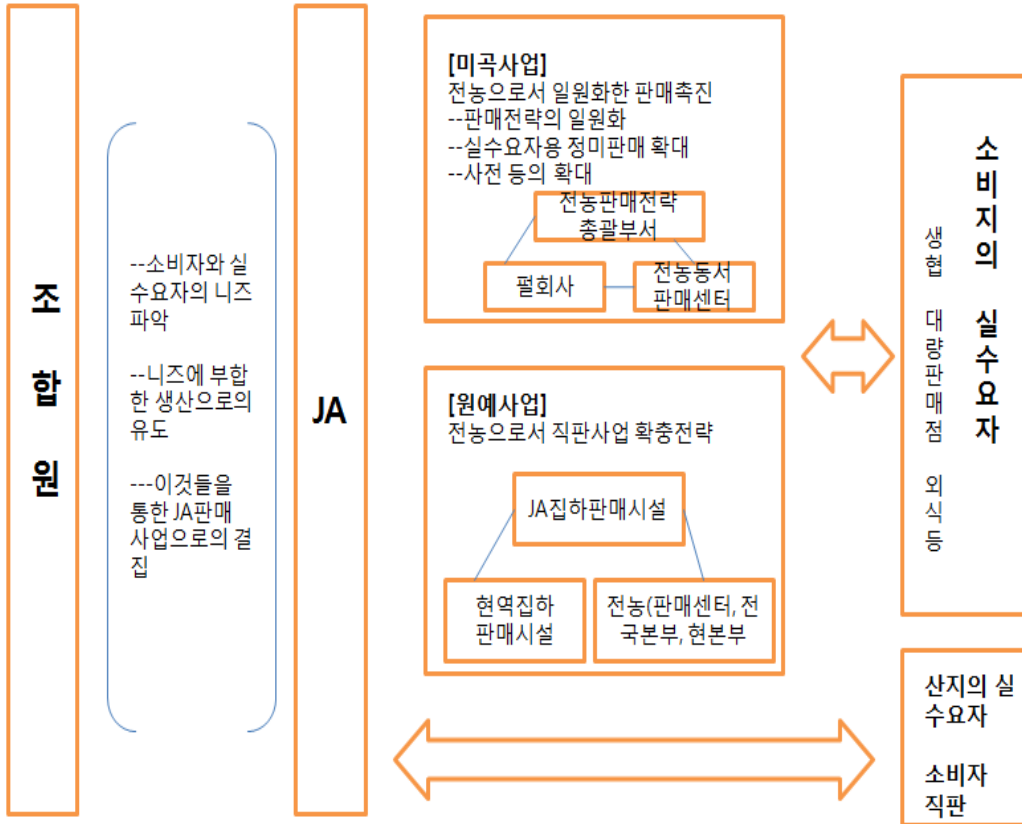 조합원
--소비자와 실
수요자의 니즈
파악
--니즈에 부합
한 생산으로의
유도
---이것들을
통한 JA판매
사업으로의 결
집
JA
[미곡사업]
전농으로서 일원화한 판매촉진
--판매전략의 일원화
--실수요자용 정미판매 확대
--사전 등의 확대
전농판매전략
총괄부서
펄회사
전농동서
판매센터
[원예사업]
전농으로서 직판사업 확충전략
JA집하판매시설
현역집하
판매시설
전농(판매센터, 전
국본부, 현본부
소비지의 실수요자
생협 대량판매점 외식등
산지의 실
수요자
소비자
직판